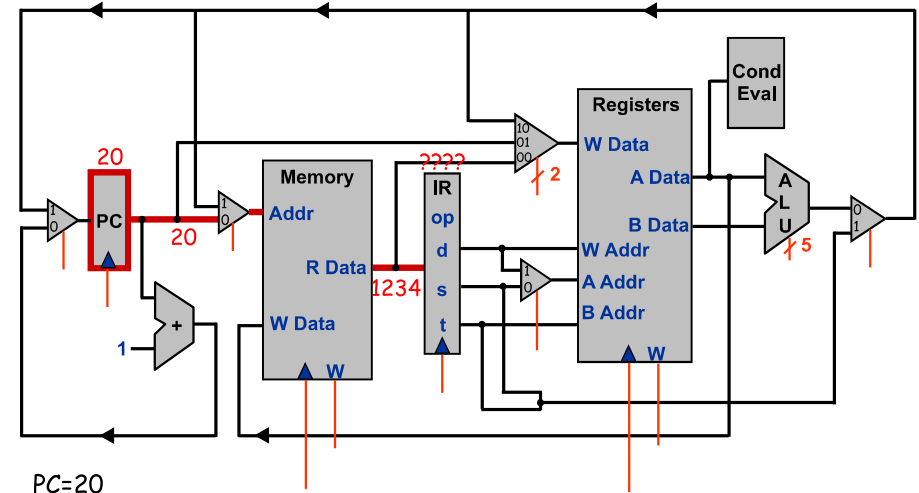 Cond
Eval
Registers
10
01
00
W Data
2
20
????
Memory
IR
A Data
A
L
U
1
0
PC
1
0
Addr
op
20
B Data
0
1
5
d
W Addr
R Data
1
0
A Addr
1234
s
B Addr
W Data
t
+
1
W
W
PC=20